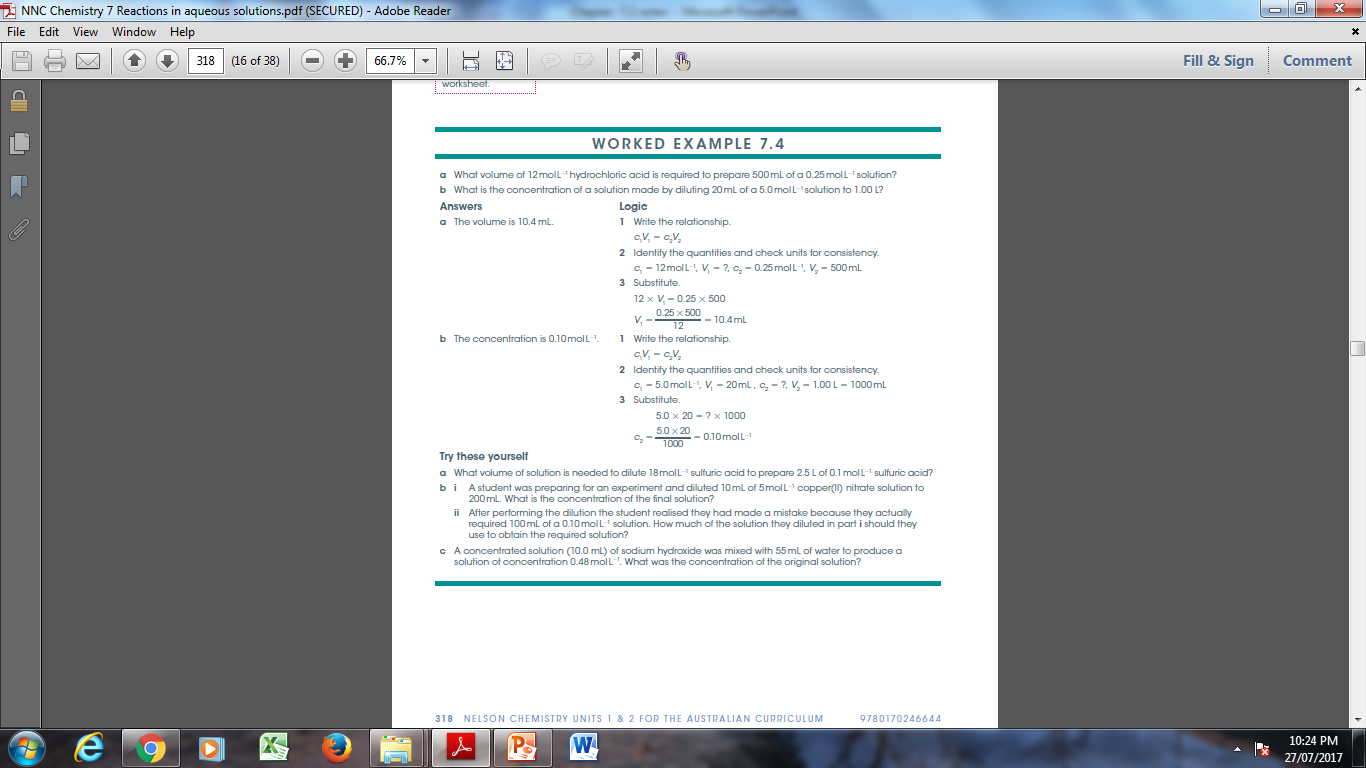 NNC Chemistry 7 Reactions in aqueous solutions.pdf (SECURED) - Adobe Reader
File Edit View Window Help
318 (16 of 38) 66.7% Fill & Sign Comment
worksheet.
WORKED EXAMPLE 7.4
a What volume of 12 mol L⁻¹ hydrochloric acid is required to prepare 500 mL of a 0.25 mol L⁻¹ solution?
b What is the concentration of a solution made by diluting 20 mL of a 5.0 mol L⁻¹ solution to 1.00 L?
Answers Logic
a The volume is 10.4 mL. 1 Write the relationship.
c₁V₁ = c₂V₂
2 Identify the quantities and check units for consistency.
c₁ = 12 mol L⁻¹, V₁ = ?, c₂ = 0.25 mol L⁻¹, V₂ = 500 mL
3 Substitute.
12 × V₁ = 0.25 × 500
V₁ = 0.25 × 500 / 12 = 10.4 mL
b The concentration is 0.10 mol L⁻¹. 1 Write the relationship.
c₁V₁ = c₂V₂
2 Identify the quantities and check units for consistency.
c₁ = 5.0 mol L⁻¹, V₁ = 20 mL , c₂ = ?, V₂ = 1.00 L = 1000 mL
3 Substitute.
5.0 × 20 = ? × 1000
c₂ = 5.0 × 20 / 1000 = 0.10 mol L⁻¹
Try these yourself
a What volume of solution is needed to dilute 18 mol L⁻¹ sulfuric acid to prepare 2.5 L of 0.1 mol L⁻¹ sulfuric acid?
b i A student was preparing for an experiment and diluted 10 mL of 5 mol L⁻¹ copper(II) nitrate solution to
200 mL. What is the concentration of the final solution?
ii After performing the dilution the student realised they had made a mistake because they actually
required 100 mL of a 0.10 mol L⁻¹ solution. How much of the solution they diluted in part i should they
use to obtain the required solution?
c A concentrated solution (10.0 mL) of sodium hydroxide was mixed with 55 mL of water to produce a
solution of concentration 0.48 mol L⁻¹. What was the concentration of the original solution?
318 NELSON CHEMISTRY UNITS 1 & 2 FOR THE AUSTRALIAN CURRICULUM 9780170246644
10:24 PM
27/07/2017